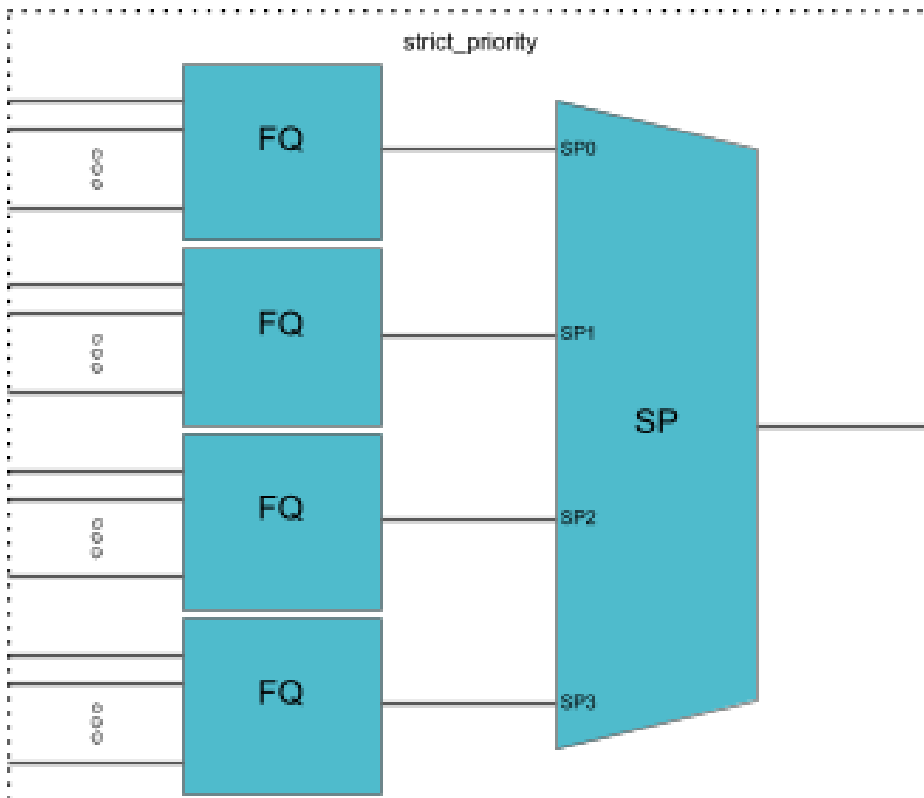 strict_priority
FQ
SP0
FQ
SP1
SP
FQ
SP2
FQ
SP3